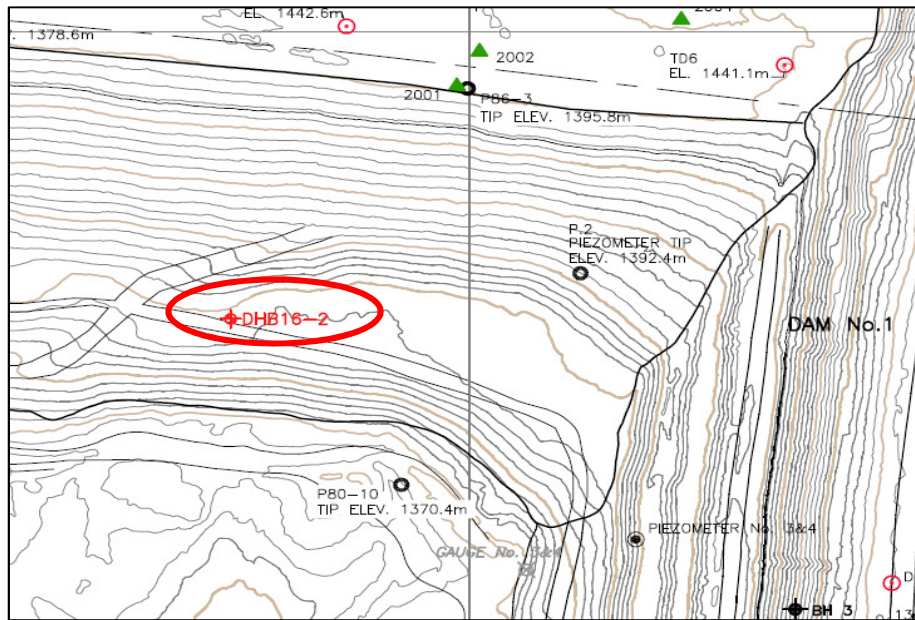 EL. 1442.6m
. 1378.6m
2002
TD6
EL. 1441.1m
2001
P86-3
TIP ELEV. 1395.8m
P.2
PIEZOMETER TIP
ELEV. 1392.4m
DHB16-2
DAM No.1
P80-10
TIP ELEV. 1370.4m
PIEZOMETER No. 3&4
GAUGE No. 3&4
D
BH 3